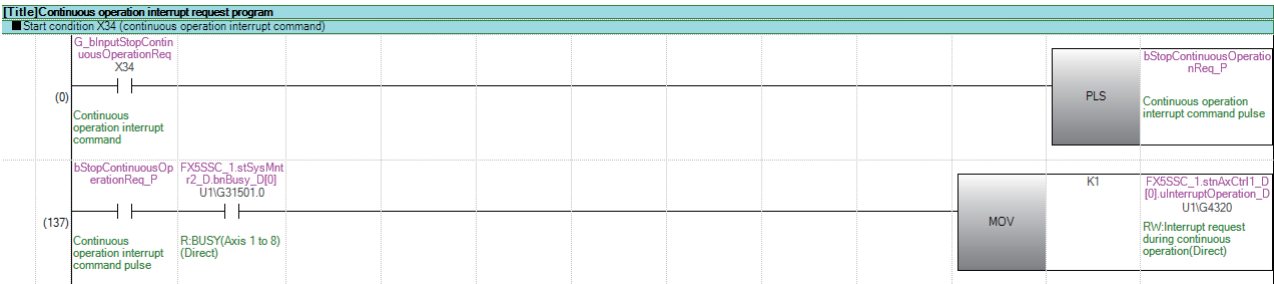 [Title]Continuous operation interrupt request program
■Start condition X34 (continuous operation interrupt command)
G_bInputStopContin
uousOperationReq
X34
(0)
Continuous
operation interrupt
command
PLS
bStopContinuousOperatio
nReq_P
Continuous operation
interrupt command pulse
bStopContinuousOp
erationReq_P
FX5SSC_1.stSysMnt
r2_D.bnBusy_D[0]
U1\G31501.0
(137)
Continuous
operation interrupt
command pulse
R:BUSY(Axis 1 to 8)
(Direct)
MOV
K1
FX5SSC_1.stnAxCtrl1_D
[0].uInterruptOperation_D
U1\G4320
RW:Interrupt request
during continuous
operation(Direct)